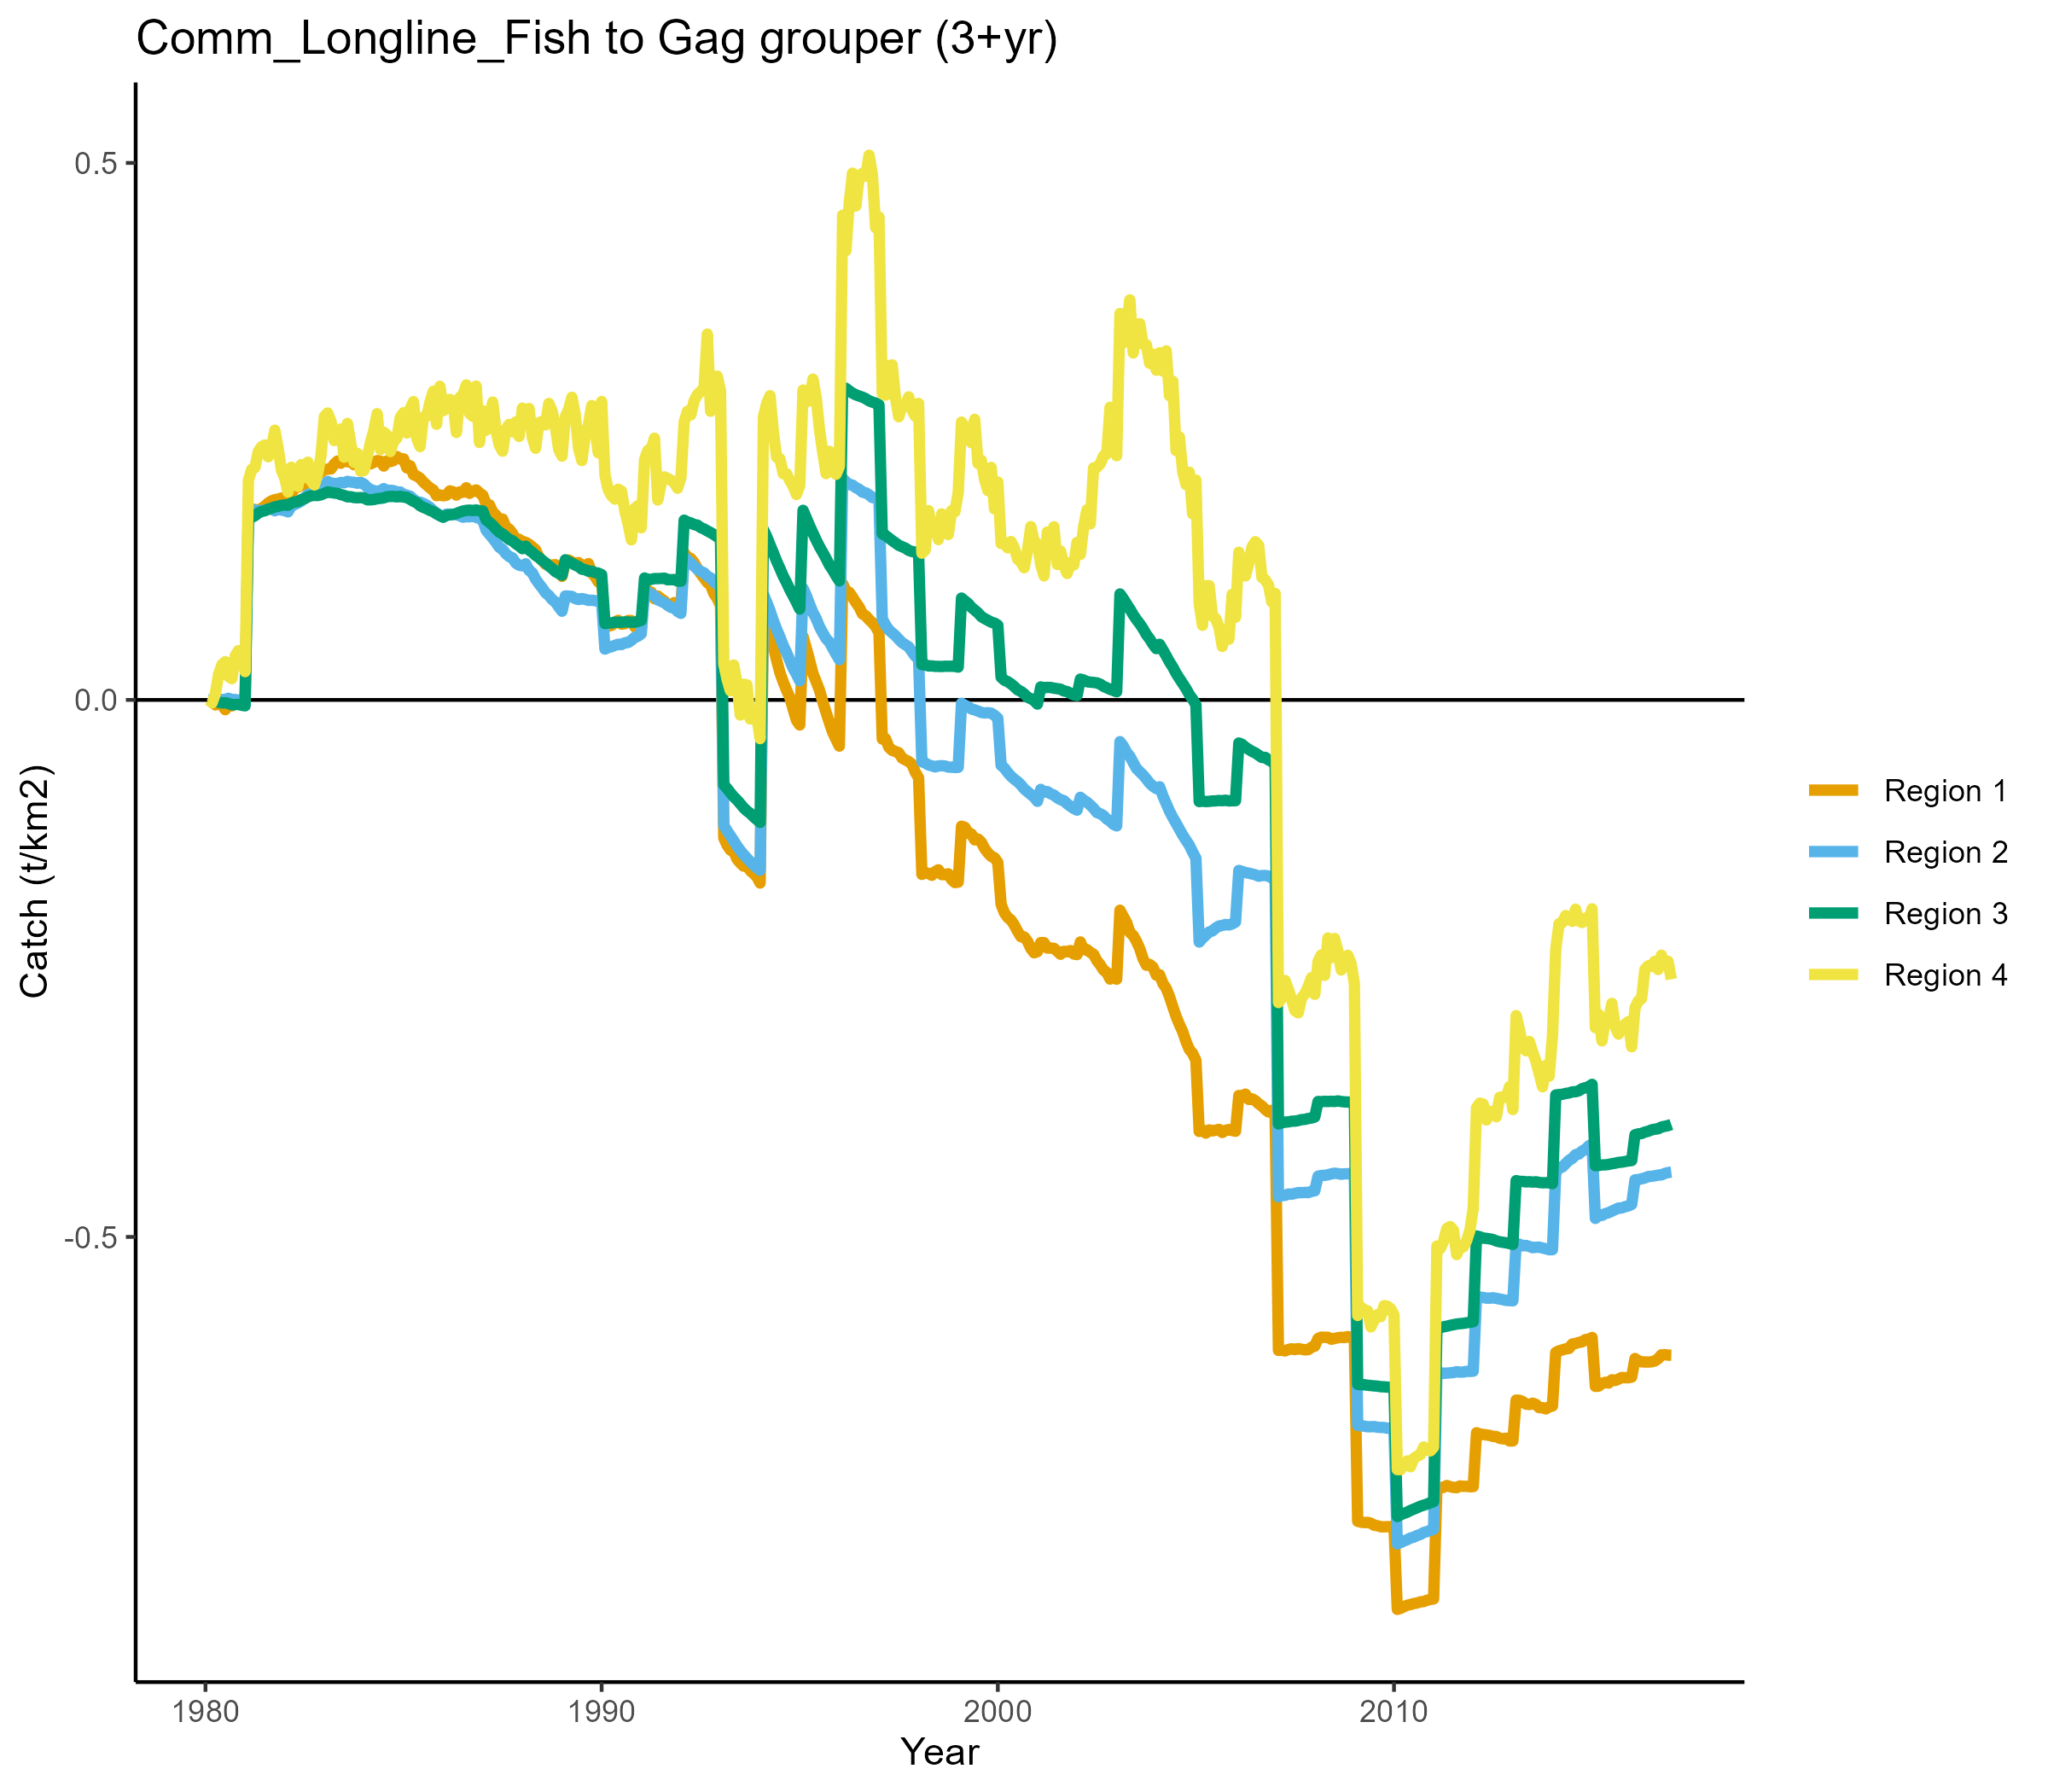 Comm_Longline_Fish to Gag grouper (3+yr)
0.5
0.0
-0.5
Catch (t/km2)
1980
1990
2000
2010
Year
Region 1
Region 2
Region 3
Region 4